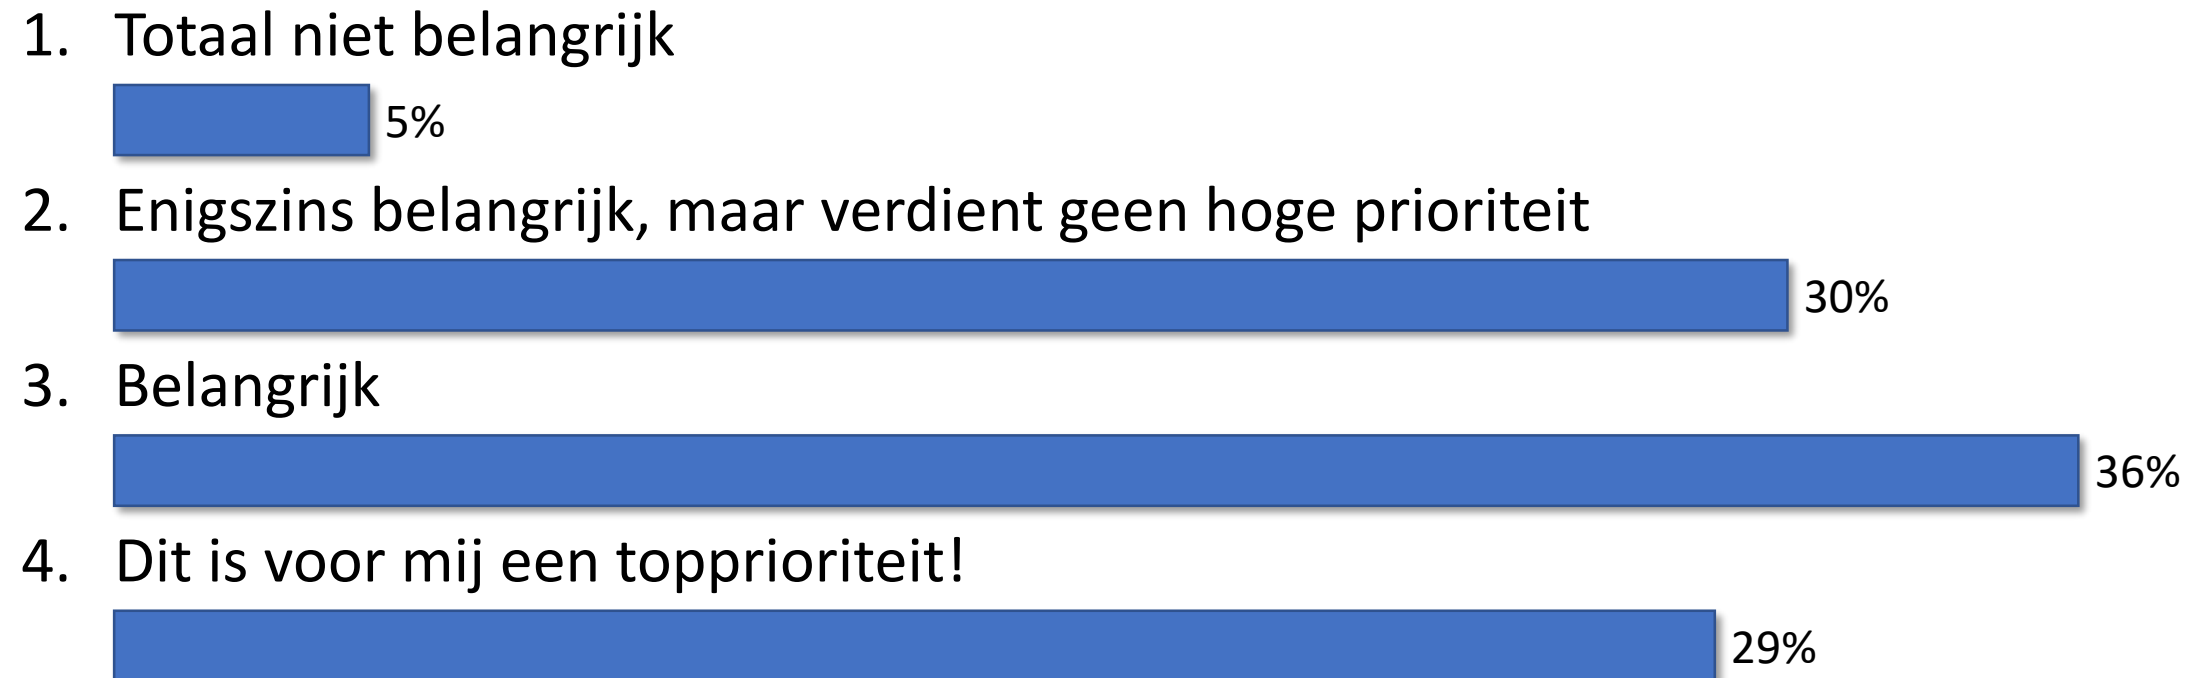 1. Totaal niet belangrijk
5%
2. Enigszins belangrijk, maar verdient geen hoge prioriteit
30%
3. Belangrijk
36%
4. Dit is voor mij een topprioriteit!
29%